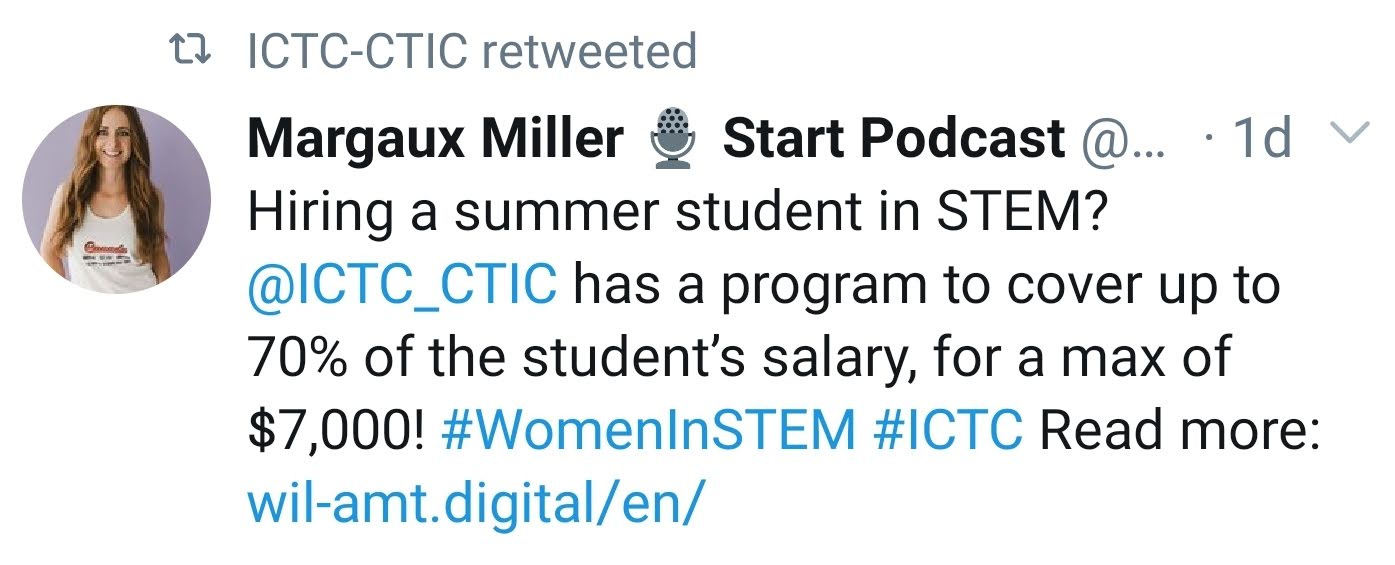 ICTC-CTIC retweeted
Margaux Miller 🎙 Start Podcast @... · 1d
Hiring a summer student in STEM?
@ICTC_CTIC has a program to cover up to
70% of the student’s salary, for a max of
$7,000! #WomenInSTEM #ICTC Read more:
wil-amt.digital/en/